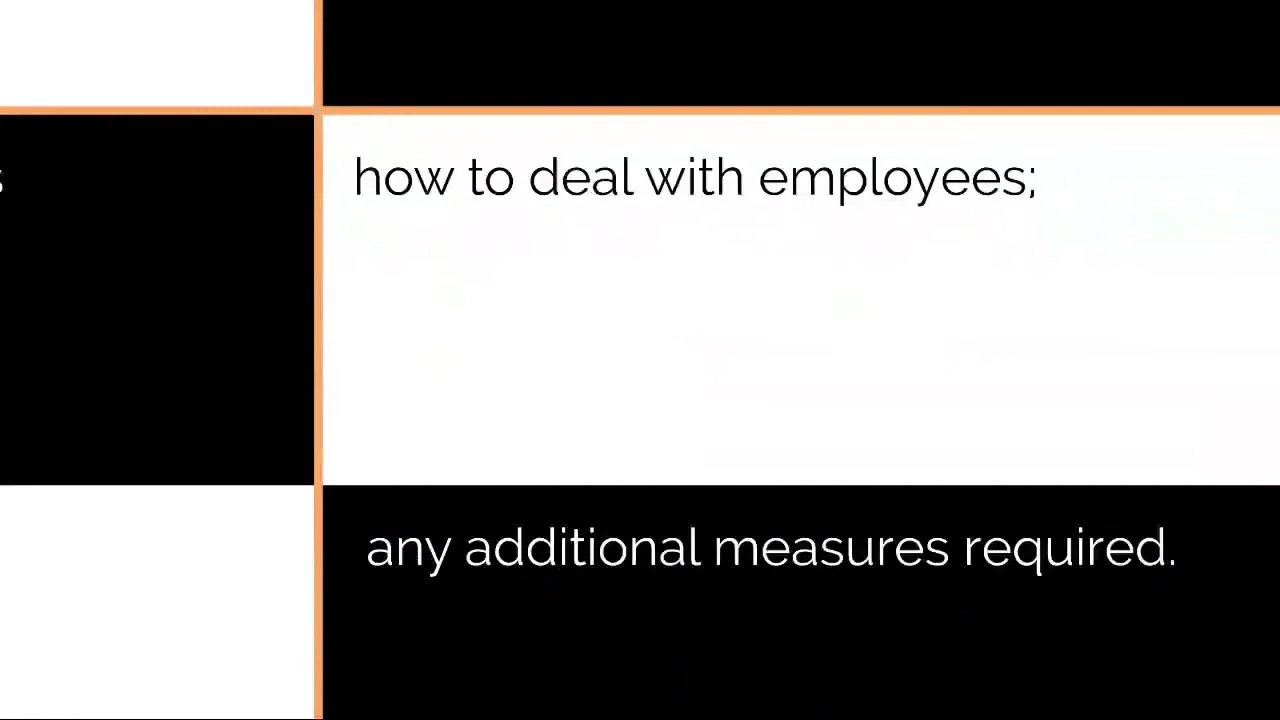 how to deal with employees;
any additional measures required.